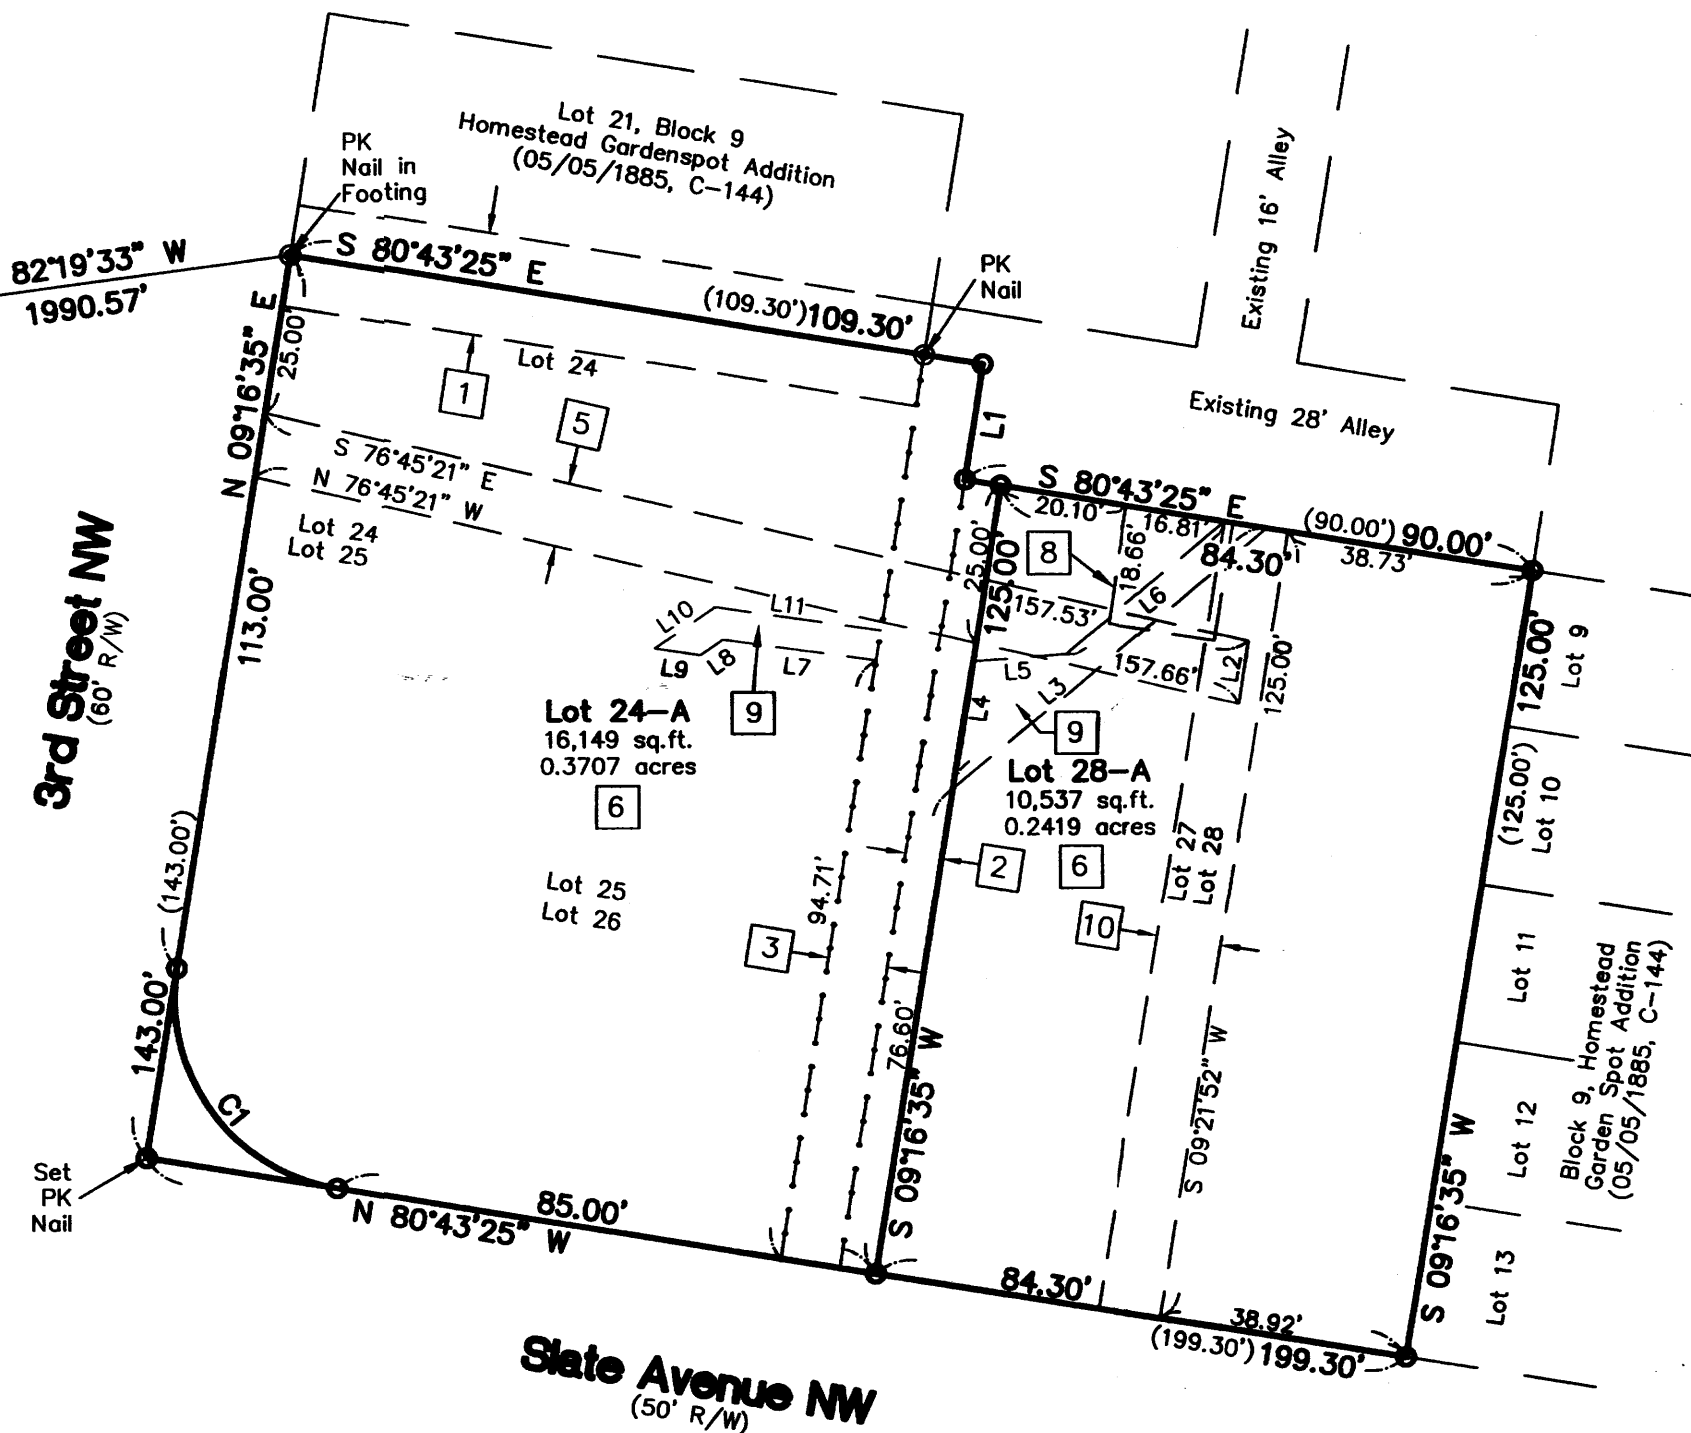 Lot 21, Block 9
Homestead Gardenspot Addition
(05/05/1885, C-144)
PK
Nail in
Footing
82°19'33" W
1990.57'
S 80°43'25" E
(109.30') 109.30'
PK
Nail
Existing 16' Alley
Existing 28' Alley
N 09°16'35" E
25.00'
1
Lot 24
5
S 76°45'21" E
N 76°45'21" W
Lot 24
Lot 25
L1
S 80°43'25" E
20.10'
16.81'
(90.00') 90.00'
84.30'
38.73'
8
18.66'
25.00'
125.00'
157.53'
L6
L10
L11
L9
L8
L7
L5
L3
157.66'
L2
L4
125.00'
125.00'
(125.00')
Lot 9
Lot 10
Lot 11
Lot 12
Lot 13
Block 9, Homestead
Garden Spot Addition
(05/05/1885, C-144)
3rd Street NW
(60' R/W)
113.00'
(143.00')
143.00'
Lot 24-A
16,149 sq.ft.
0.3707 acres
6
9
9
Lot 28-A
10,537 sq.ft.
0.2419 acres
6
Lot 27
Lot 28
2
10
Lot 25
Lot 26
94.71'
3
76.60'
S 09°16'35" W
S 09°21'52" W
S 09°16'35" W
C1
Set
PK
Nail
85.00'
N 80°43'25" W
84.30'
38.92'
(199.30') 199.30'
Slate Avenue NW
(50' R/W)